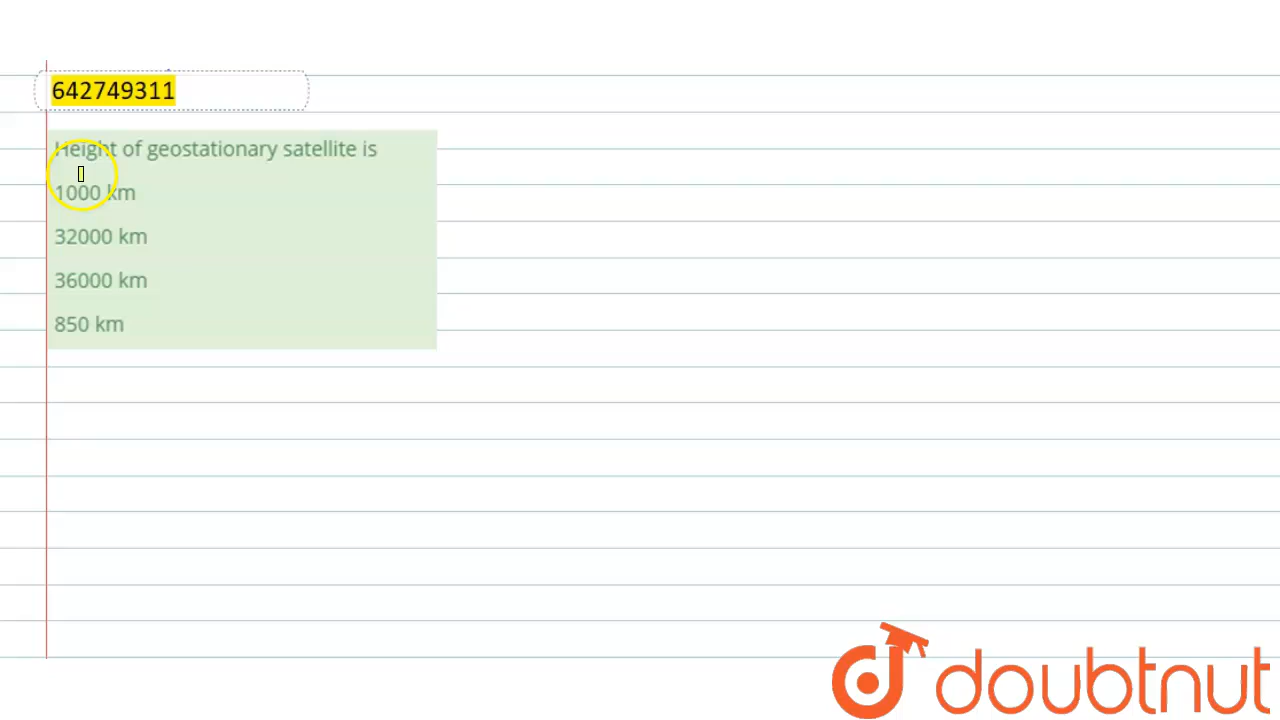 642749311
Height of geostationary satellite is
1000 km
32000 km
36000 km
850 km
doubtnut